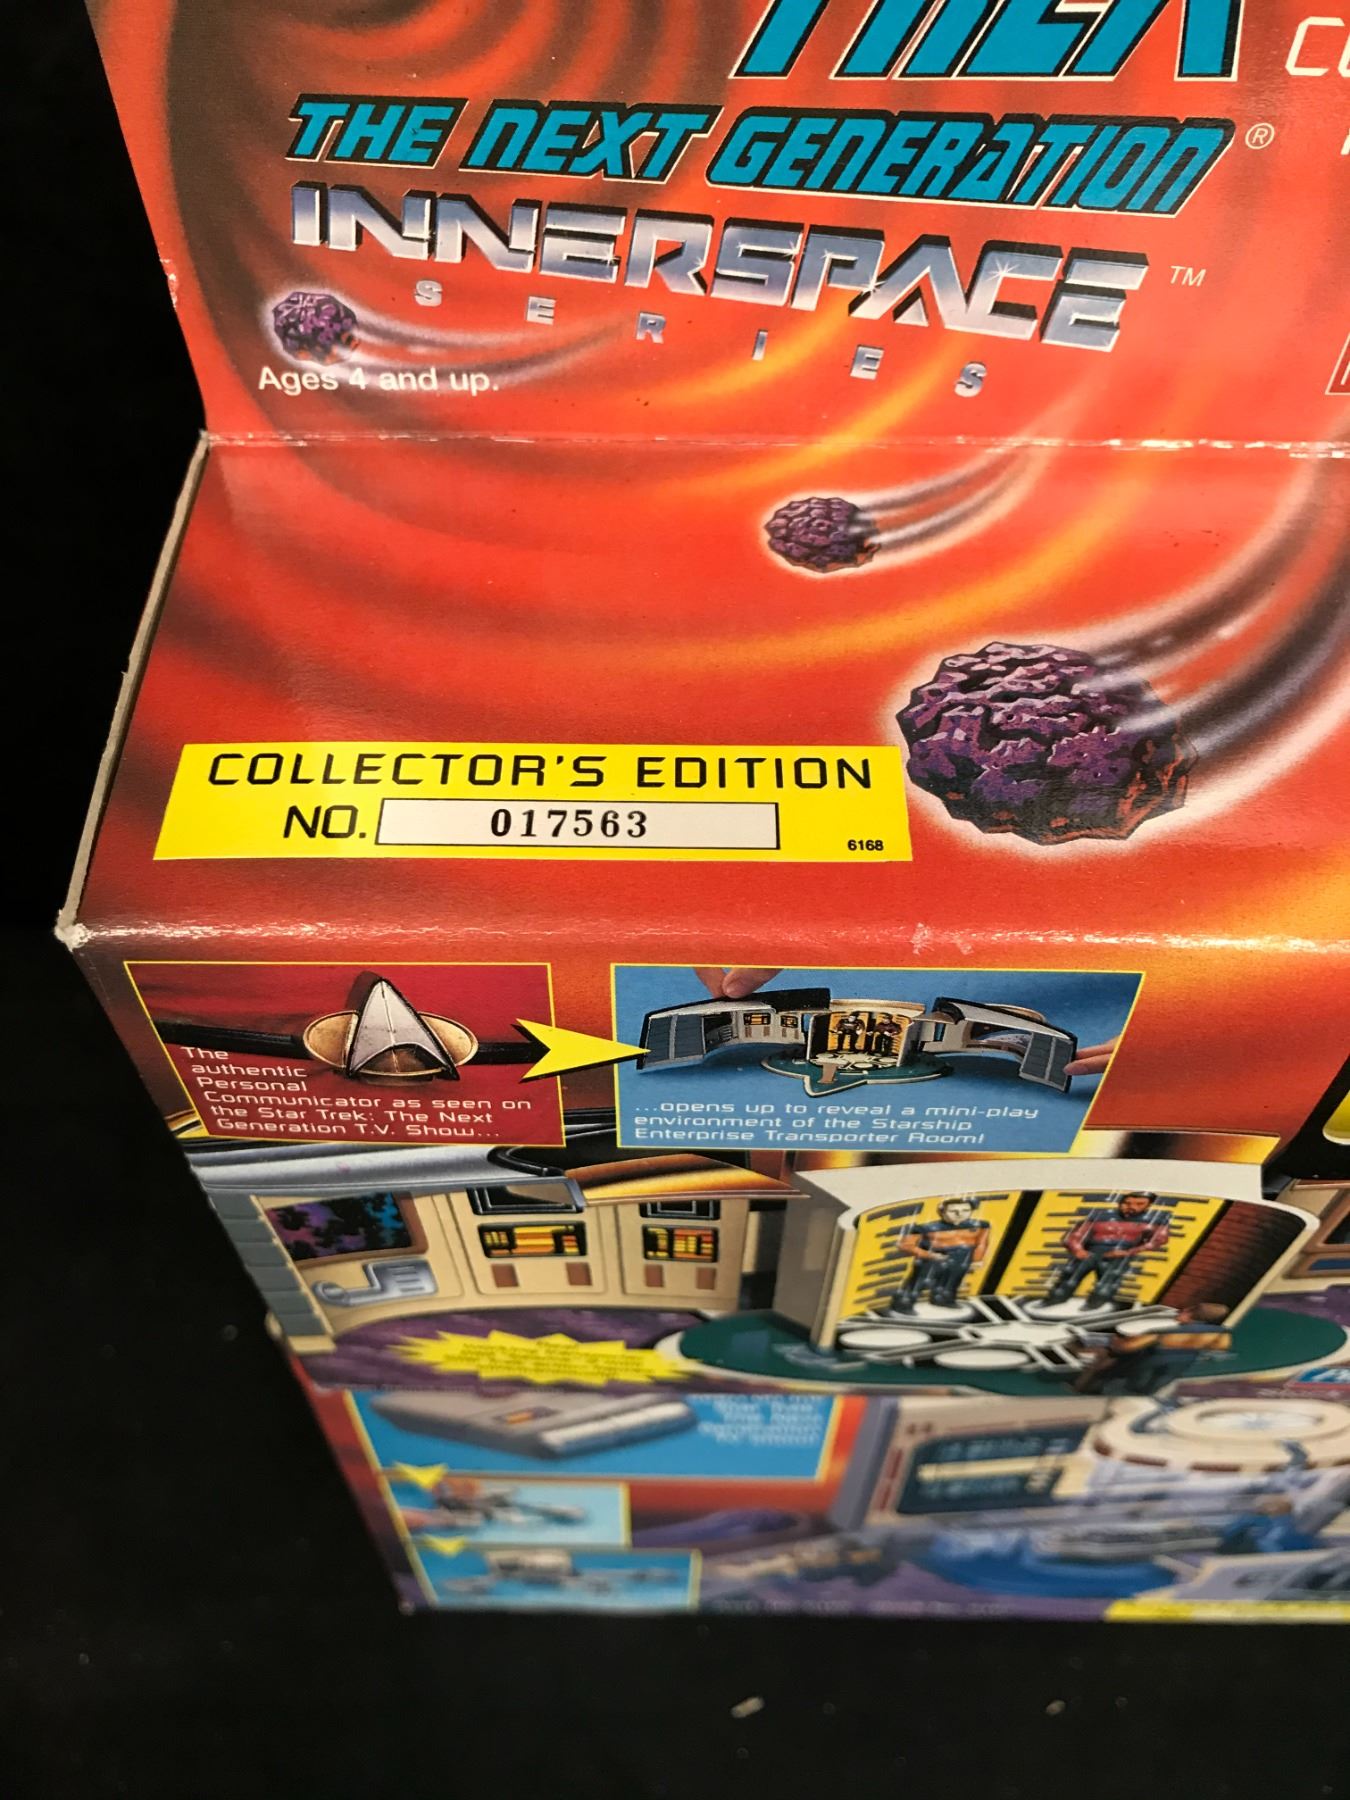 TREK
THE NEXT GENERATION®
INNERSPACE™
SERIES
Ages 4 and up.
COLLECTOR'S EDITION
NO. 017563
6168
The
authentic
Personal
Communicator as seen on
the Star Trek: The Next
Generation T.V. Show...
...opens up to reveal a mini-play
environment of the Starship
Enterprise Transporter Room!